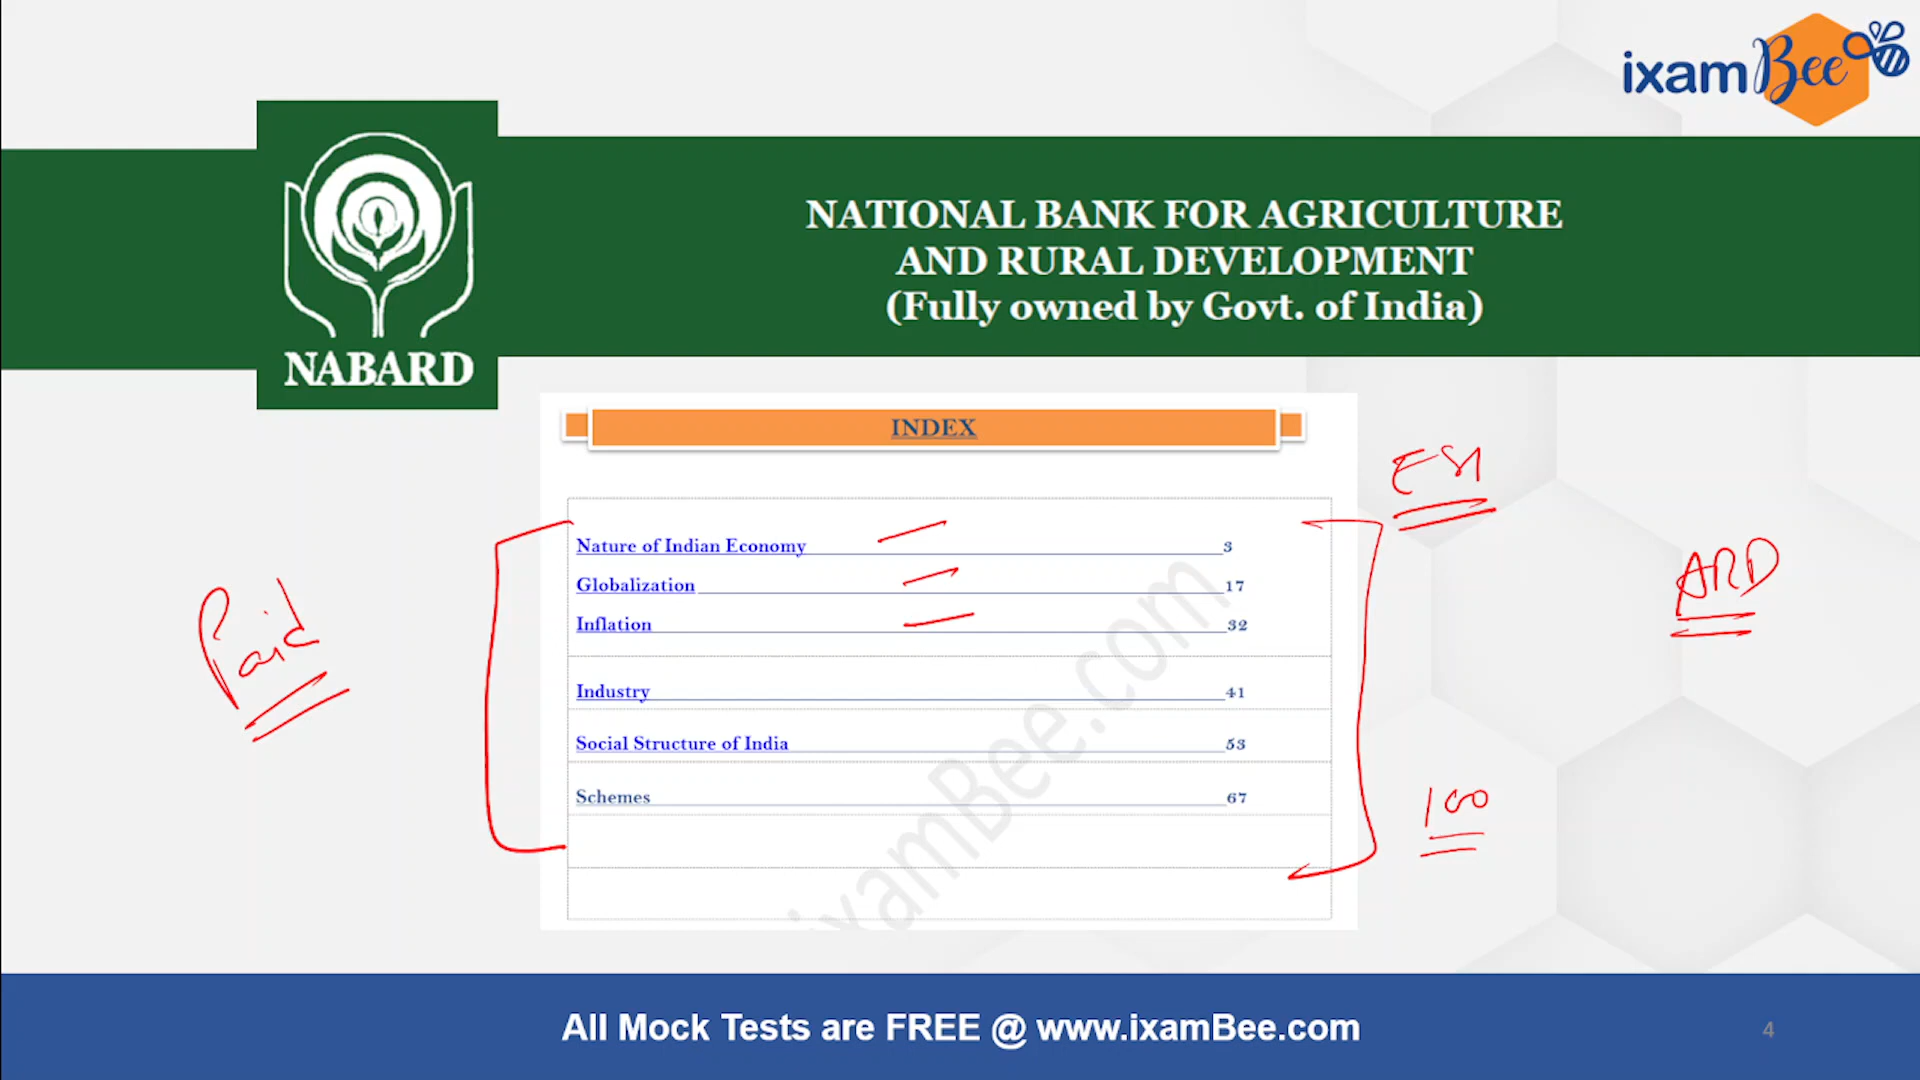 ixamBee
NATIONAL BANK FOR AGRICULTURE
AND RURAL DEVELOPMENT
(Fully owned by Govt. of India)
NABARD
INDEX
ESI
Nature of Indian Economy 3
Globalization 17
Inflation 32
ARD
Paid
Industry 41
Social Structure of India 53
Schemes 67
100
ixamBee.com
All Mock Tests are FREE @ www.ixamBee.com
4